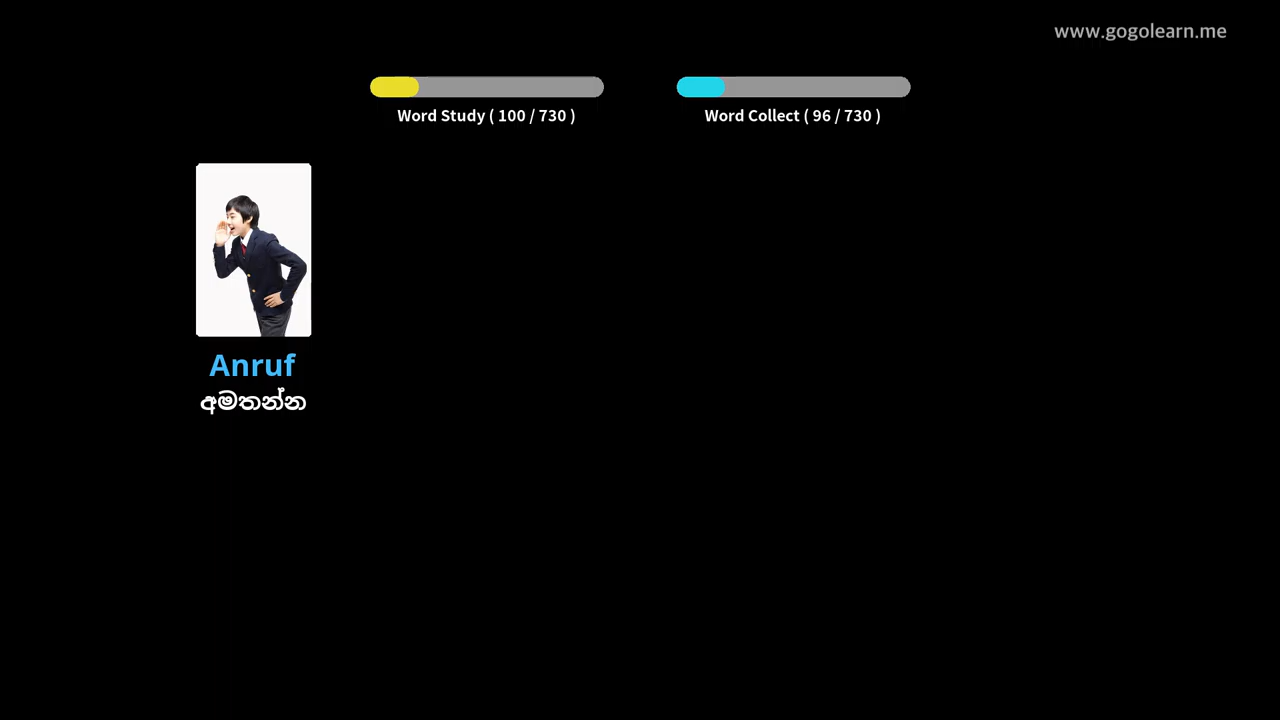 www.gogolearn.me
Word Study ( 100 / 730 )
Word Collect ( 96 / 730 )
Anruf
අමතන්න